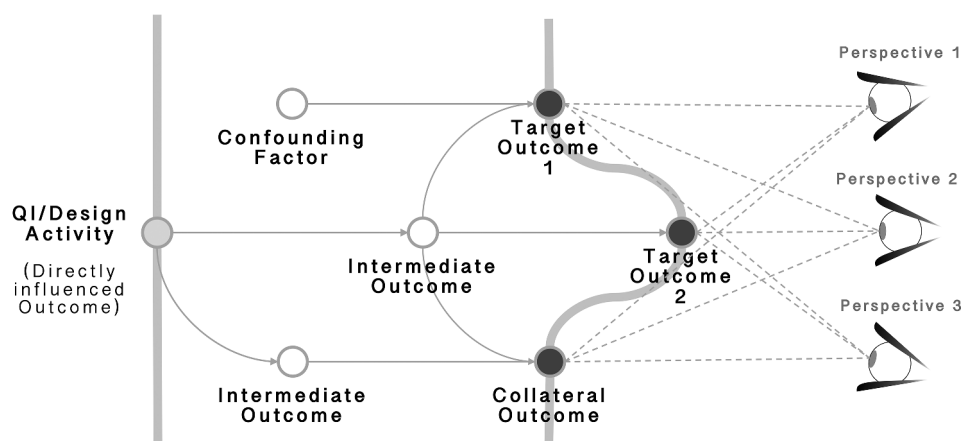 Perspective 1
Confounding
Factor
Target
Outcome
1
Perspective 2
QI/Design
Activity
(Directly
influenced
Outcome)
Intermediate
Outcome
Target
Outcome
2
Perspective 3
Intermediate
Outcome
Collateral
Outcome